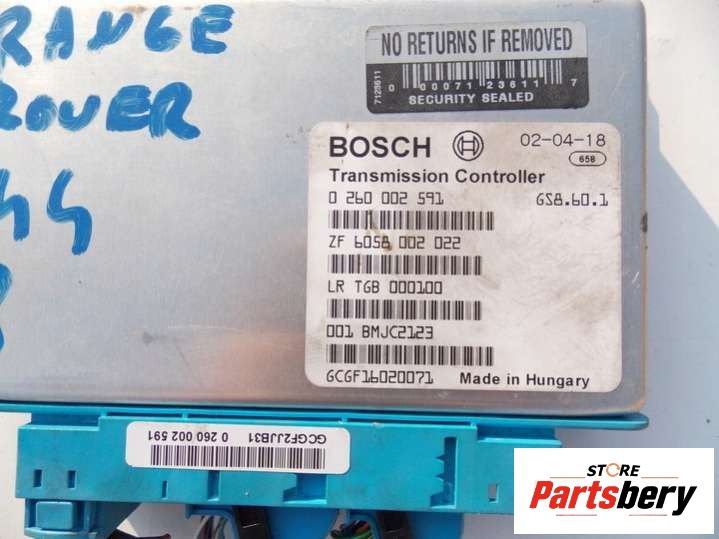 RANGE
ROVER
44
NO RETURNS IF REMOVED
7123611
0 00071 23611 7
SECURITY SEALED
BOSCH
02-04-18
658
Transmission Controller
0 260 002 591
GS8.60.1
ZF 6058 002 022
LR TGB 000100
001 BMJC2123
GCGF16020071
Made in Hungary
GCGF2JJB31
0 260 002 591
STORE
Partsbery